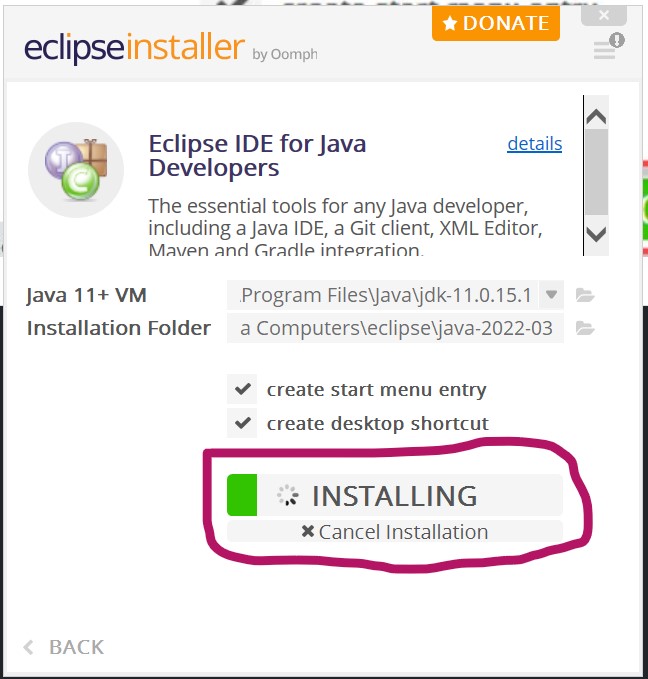 DONATE
eclipseinstaller by Oomph
Eclipse IDE for Java
Developers
details
The essential tools for any Java developer,
including a Java IDE, a Git client, XML Editor,
Maven and Gradle integration.
Java 11+ VM
.Program Files\Java\jdk-11.0.15.1
Installation Folder
a Computers\eclipse\java-2022-03
create start menu entry
create desktop shortcut
INSTALLING
Cancel Installation
BACK